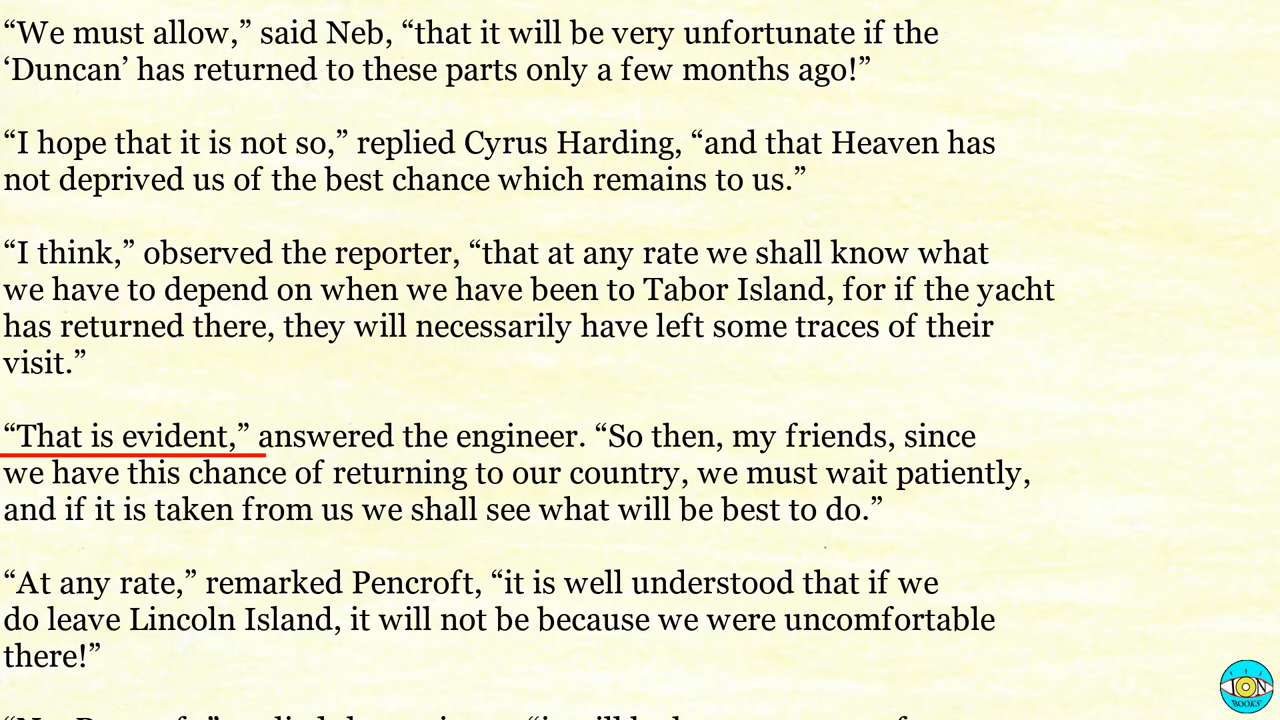 “We must allow,” said Neb, “that it will be very unfortunate if the
‘Duncan’ has returned to these parts only a few months ago!”
“I hope that it is not so,” replied Cyrus Harding, “and that Heaven has
not deprived us of the best chance which remains to us.”
“I think,” observed the reporter, “that at any rate we shall know what
we have to depend on when we have been to Tabor Island, for if the yacht
has returned there, they will necessarily have left some traces of their
visit.”
“That is evident,” answered the engineer. “So then, my friends, since
we have this chance of returning to our country, we must wait patiently,
and if it is taken from us we shall see what will be best to do.”
“At any rate,” remarked Pencroft, “it is well understood that if we
do leave Lincoln Island, it will not be because we were uncomfortable
there!”
ION
BOOKS